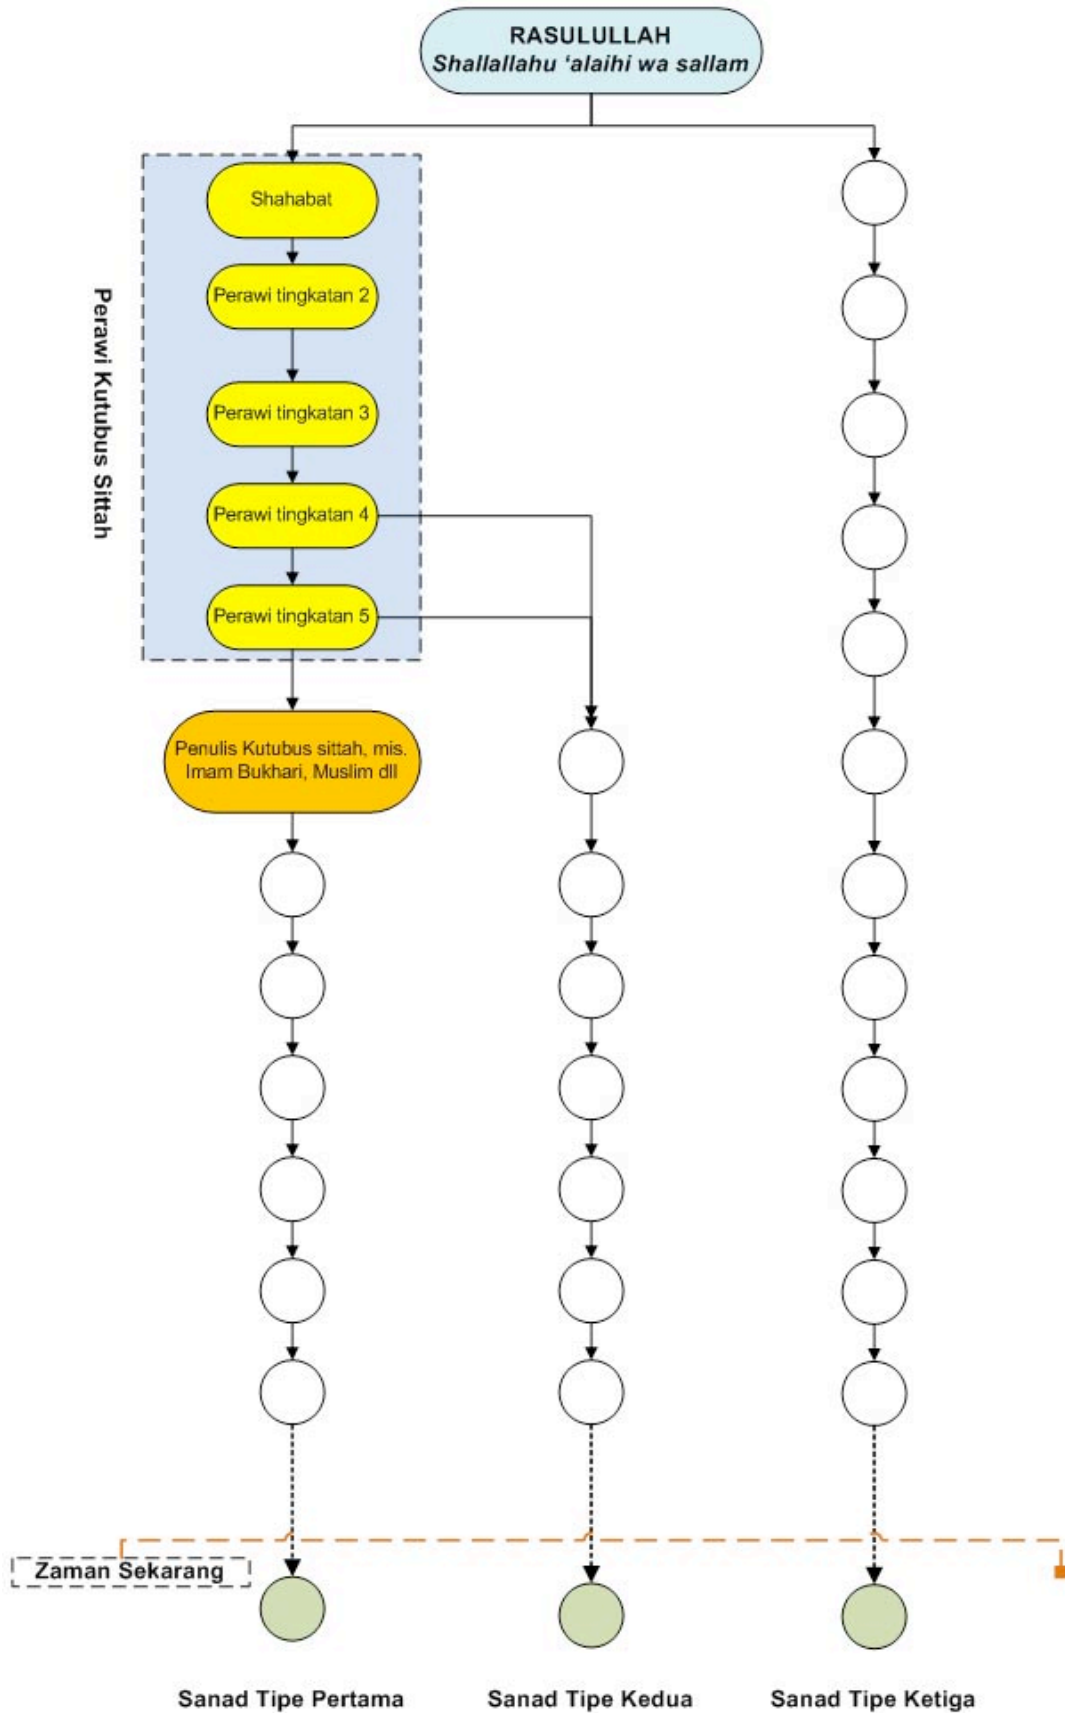 RASULULLAH
Shallallahu ‘alaihi wa sallam
Perawi Kutubus Sittah
Shahabat
Perawi tingkatan 2
Perawi tingkatan 3
Perawi tingkatan 4
Perawi tingkatan 5
Penulis Kutubus sittah, mis.
Imam Bukhari, Muslim dll
Zaman Sekarang
Sanad Tipe Pertama
Sanad Tipe Kedua
Sanad Tipe Ketiga